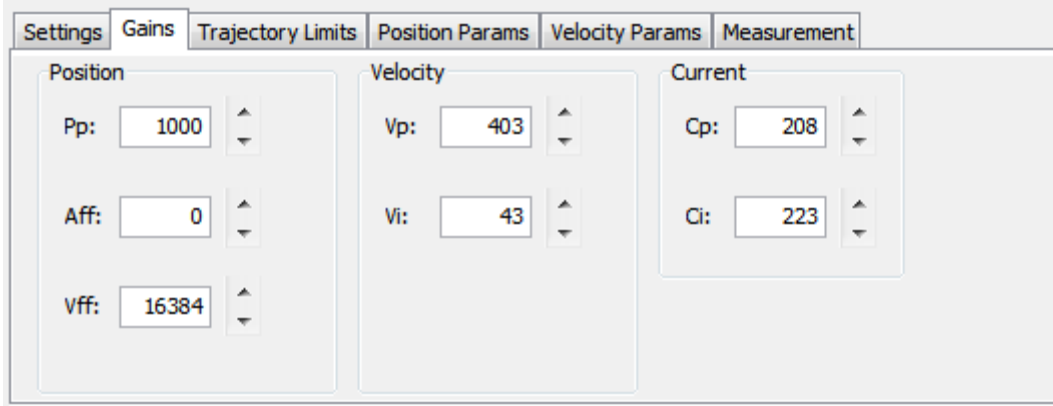 Settings Gains Trajectory Limits Position Params Velocity Params Measurement
Position Velocity Current
Pp: 1000 Vp: 403 Cp: 208
Aff: 0 Vi: 43 Ci: 223
Vff: 16384